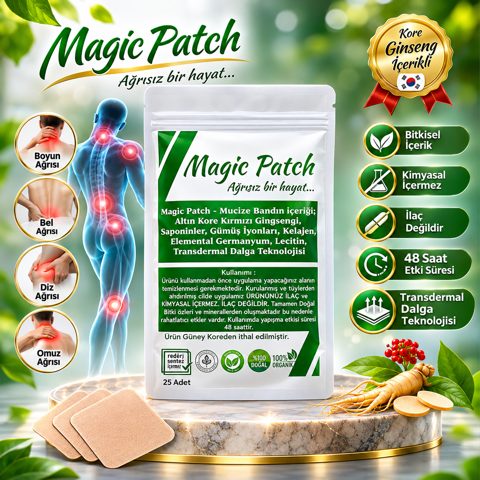 Magic Patch
Ağrısız bir hayat...
Kore
Ginseng
İçerikli
Boyun
Ağrısı
Bel
Ağrısı
Diz
Ağrısı
Omuz
Ağrısı
Magic Patch
Ağrısız bir hayat...
Magic Patch - Mucize Bandın içeriği;
Altın Kore Kırmızı Gingsengi,
Saponinler, Gümüş İyonları, Kelajen,
Elemental Germanyum, Lecitin,
Transdermal Dalga Teknolojisi
Kullanımı :
Ürünü kullanmadan önce uygulama yapacağınız alanın
temizlenmesi gerekmektedir. Kurulanmış ve tüylerden
arındırılmış cilde uygulamız ÜRÜNÜNÜZ İLAÇ ve
KİMYASAL İÇERMEZ. İLAÇ DEĞİLDİR. Tamamen Doğal
Bitki özleri ve minerallerden oluşmaktadır bu nedenle
rahatlatıcı etkiler vardır. Kullanımda yapışma etkisi süresi
48 saattir.
Ürün Güney Koreden ithal edilmiştir.
%100
DOĞAL
100%
ORGANIK
25 Adet
Bitkisel
İçerik
Kimyasal
İçermez
İlaç
Değildir
48 Saat
Etki Süresi
Transdermal
Dalga
Teknolojisi